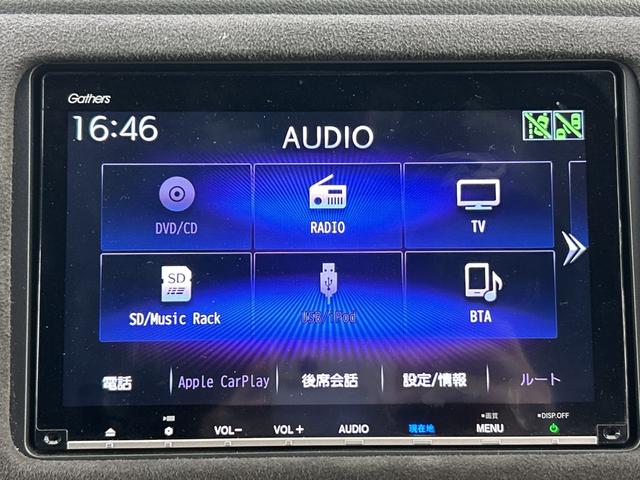 Gathers
16:46
AUDIO
DVD/CD
RADIO
TV
SD
SD/Music Rack
USB/iPod
BTA
電話
Apple CarPlay
後席会話
設定/情報
ルート
VOL−
VOL+
AUDIO
現在地
■画質
MENU
■DISP.OFF